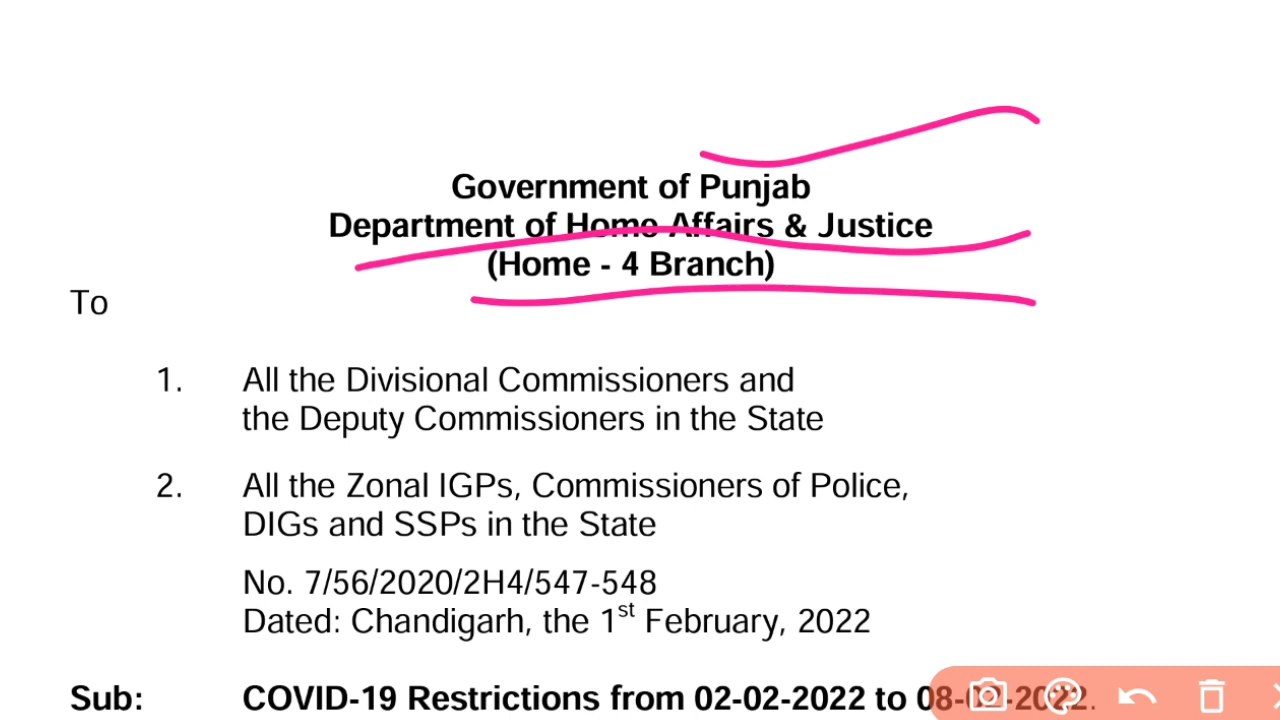 Government of Punjab
Department of Home Affairs & Justice
(Home - 4 Branch)
To
1. All the Divisional Commissioners and
the Deputy Commissioners in the State
2. All the Zonal IGPs, Commissioners of Police,
DIGs and SSPs in the State
No. 7/56/2020/2H4/547-548
Dated: Chandigarh, the 1st February, 2022
Sub: COVID-19 Restrictions from 02-02-2022 to